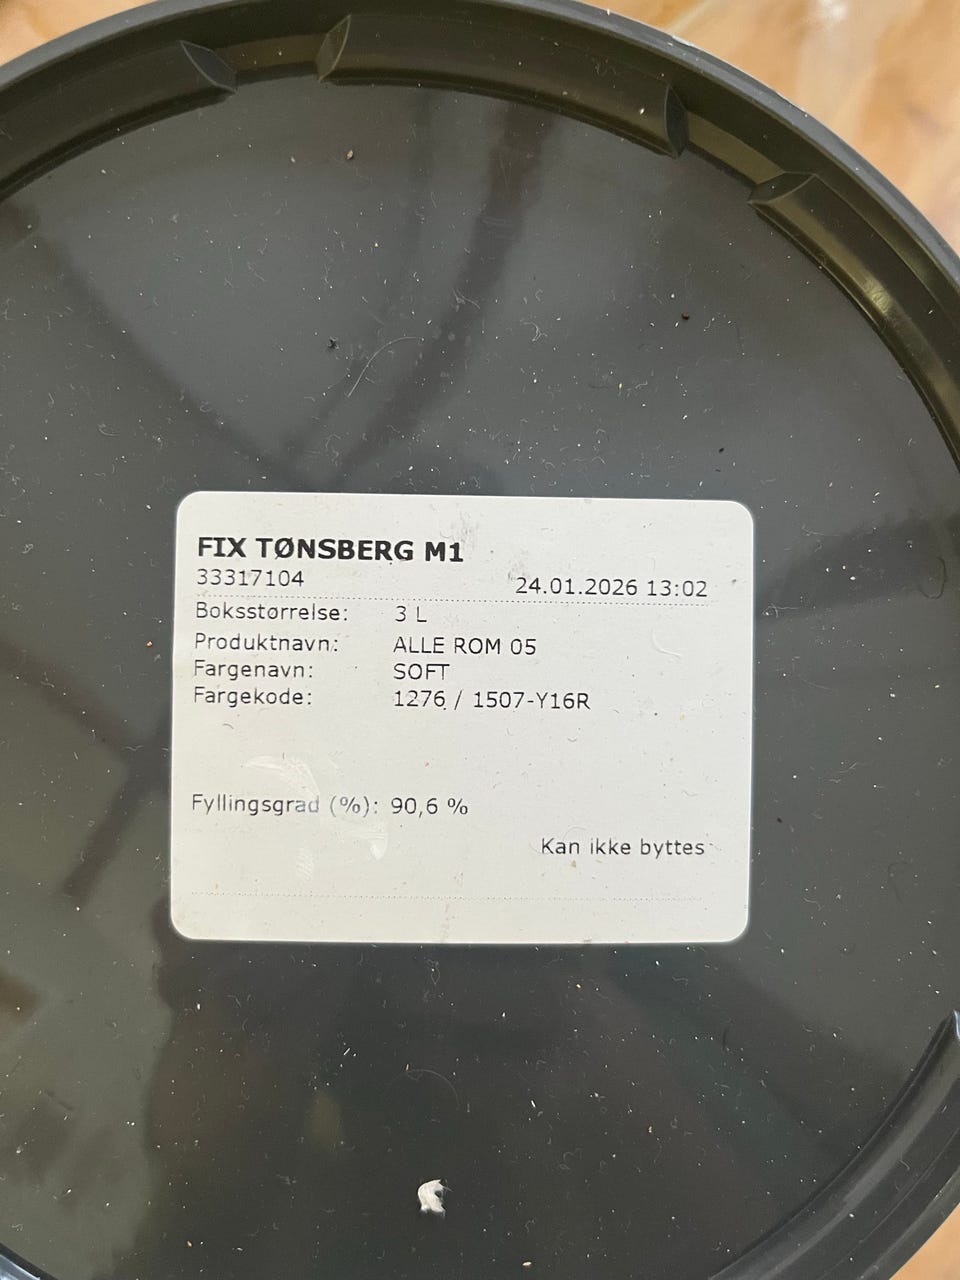 FIX TØNSBERG M1
33317104 24.01.2026 13:02
Boksstørrelse: 3 L
Produktnavn: ALLE ROM 05
Fargenavn: SOFT
Fargekode: 1276 / 1507-Y16R
Fyllingsgrad (%): 90,6 %
Kan ikke byttes